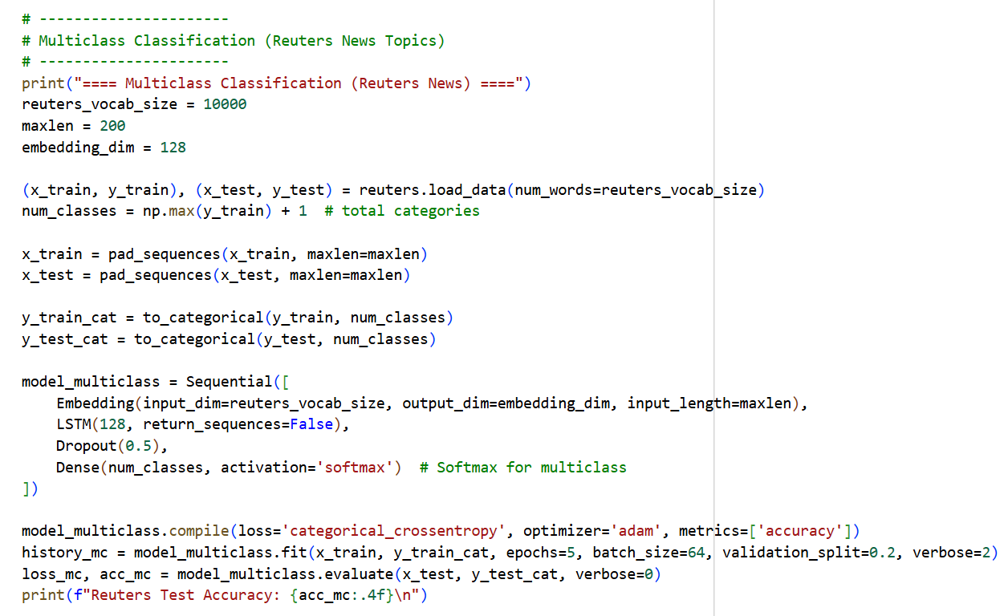 # ----------------------
# Multiclass Classification (Reuters News Topics)
# ----------------------
print("==== Multiclass Classification (Reuters News) ====")
reuters_vocab_size = 10000
maxlen = 200
embedding_dim = 128

(x_train, y_train), (x_test, y_test) = reuters.load_data(num_words=reuters_vocab_size)
num_classes = np.max(y_train) + 1  # total categories

x_train = pad_sequences(x_train, maxlen=maxlen)
x_test = pad_sequences(x_test, maxlen=maxlen)

y_train_cat = to_categorical(y_train, num_classes)
y_test_cat = to_categorical(y_test, num_classes)

model_multiclass = Sequential([
    Embedding(input_dim=reuters_vocab_size, output_dim=embedding_dim, input_length=maxlen),
    LSTM(128, return_sequences=False),
    Dropout(0.5),
    Dense(num_classes, activation='softmax')  # Softmax for multiclass
])

model_multiclass.compile(loss='categorical_crossentropy', optimizer='adam', metrics=['accuracy'])
history_mc = model_multiclass.fit(x_train, y_train_cat, epochs=5, batch_size=64, validation_split=0.2, verbose=2)
loss_mc, acc_mc = model_multiclass.evaluate(x_test, y_test_cat, verbose=0)
print(f"Reuters Test Accuracy: {acc_mc:.4f}\n")